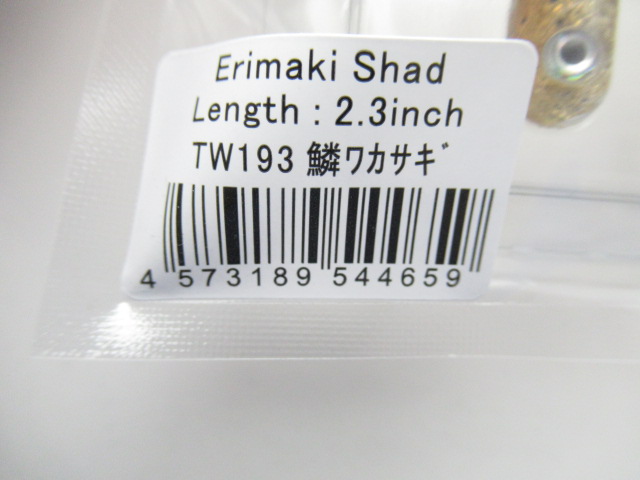 Erimaki Shad
Length : 2.3inch
TW193 鱗ﾜｶｻｷﾞ
4 573189 544659